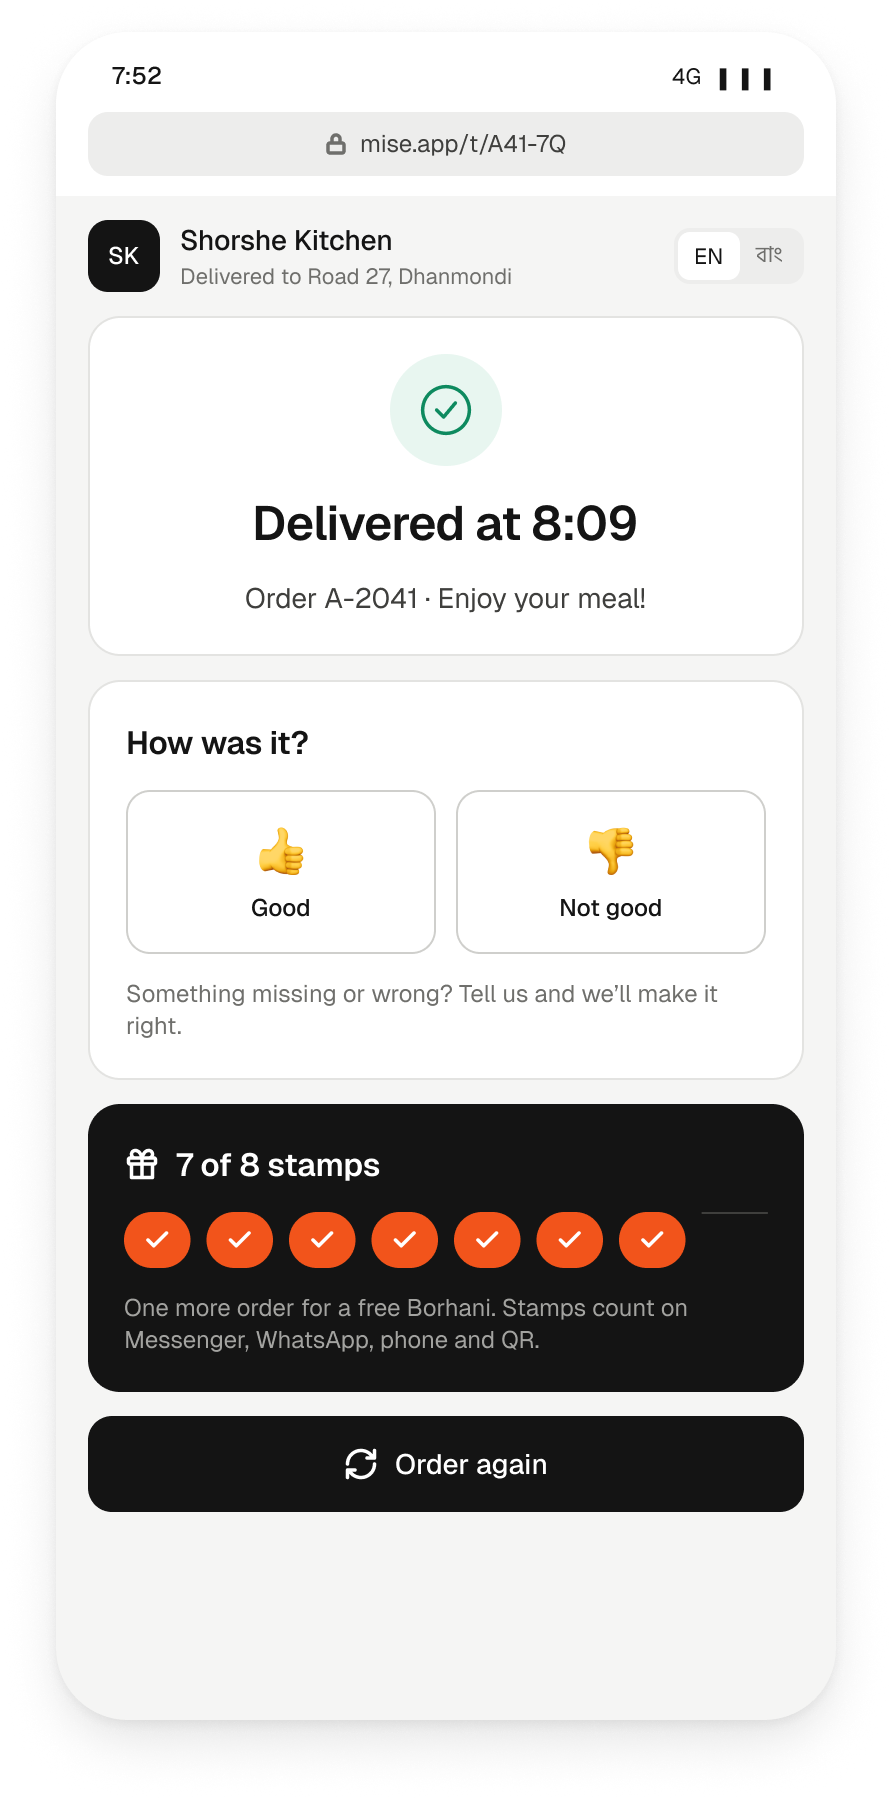 7:52
4G
mise.app/t/A41-7Q
SK
Shorshe Kitchen
Delivered to Road 27, Dhanmondi
EN
বাং
Delivered at 8:09
Order A-2041 · Enjoy your meal!
How was it?
Good
Not good
Something missing or wrong? Tell us and we’ll make it
right.
7 of 8 stamps
One more order for a free Borhani. Stamps count on
Messenger, WhatsApp, phone and QR.
Order again